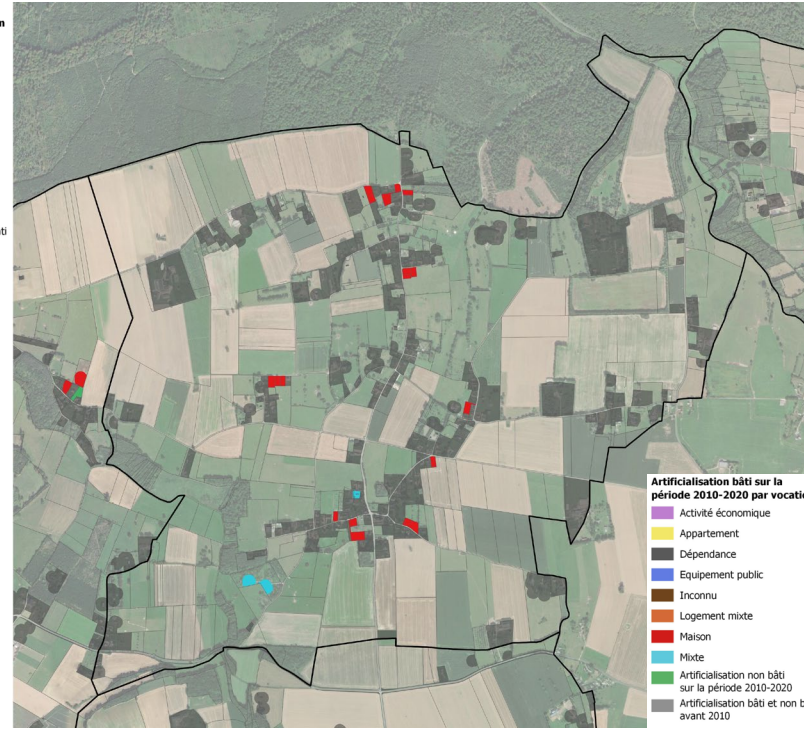 n
ti
Artificialisation bâti sur la
période 2010-2020 par vocatio
Activité économique
Appartement
Dépendance
Equipement public
Inconnu
Logement mixte
Maison
Mixte
Artificialisation non bâti
sur la période 2010-2020
Artificialisation bâti et non b
avant 2010